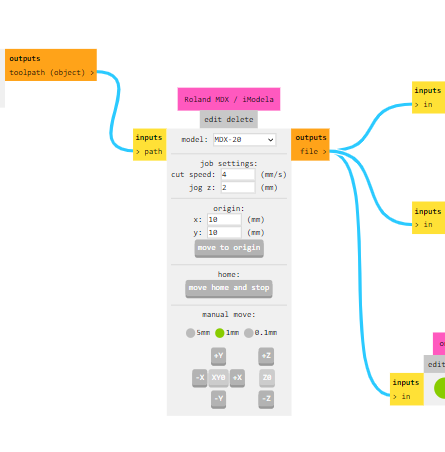 outputs
toolpath (object) >
inputs
> in
Roland MDX / iModela
edit delete
inputs
> path
model: MDX-20
outputs
file >
job settings:
cut speed: 4 (mm/s)
jog z: 2 (mm)
origin:
x: 10 (mm)
y: 10 (mm)
move to origin
inputs
> in
home:
move home and stop
manual move:
5mm 1mm 0.1mm
+Y +Z
-X XY0 +X Z0
-Y -Z
edit
inputs
> in